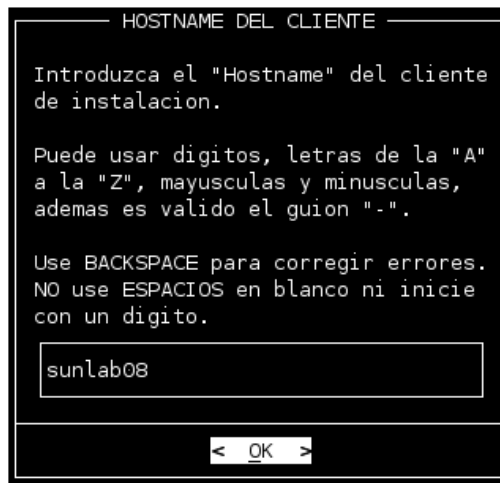 HOSTNAME DEL CLIENTE
Introduzca el "Hostname" del cliente
de instalacion.
Puede usar digitos, letras de la "A"
a la "Z", mayusculas y minusculas,
ademas es valido el guion "-".
Use BACKSPACE para corregir errores.
NO use ESPACIOS en blanco ni inicie
con un digito.
sunlab08
< OK >